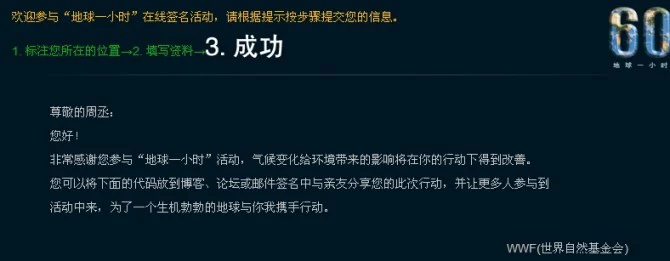 欢迎参与“地球一小时”在线签名活动，请根据提示按步骤提交您的信息。
1. 标注您所在的位置→2. 填写资料→3. 成功
60
地球一小时
尊敬的周丞:
您好！
非常感谢您参与“地球一小时”活动，气候变化给环境带来的影响将在你的行动下得到改善。
您可以将下面的代码放到博客、论坛或邮件签名中与亲友分享您的此次行动，并让更多人参与到
活动中来，为了一个生机勃勃的地球与你我携手行动。
WWF(世界自然基金会)